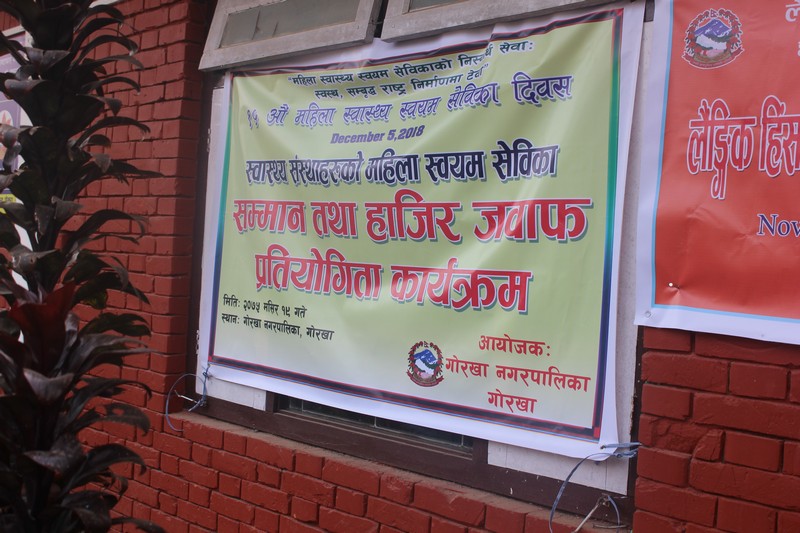 "महिला स्वास्थ्य स्वयम सेविकाको सेवाः
स्वस्थ, सम्बृद्ध राष्ट्र निर्माणमा टेवा"
१५ औ महिला स्वास्थ्य स्वयम सेविका दिवस
December 5,2018
स्वास्थ्य संस्थाहरुको महिला स्वयम सेविका
सम्मान तथा हाजिर जवाफ
प्रतियोगिता कार्यक्रम
मितिः २०७५ मंसिर १९ गते
स्थानः गोरखा नगरपालिका, गोरखा
आयोजकः
गोरखा नगरपालिका
गोरखा
लैङ्गिक हिंस
Nov